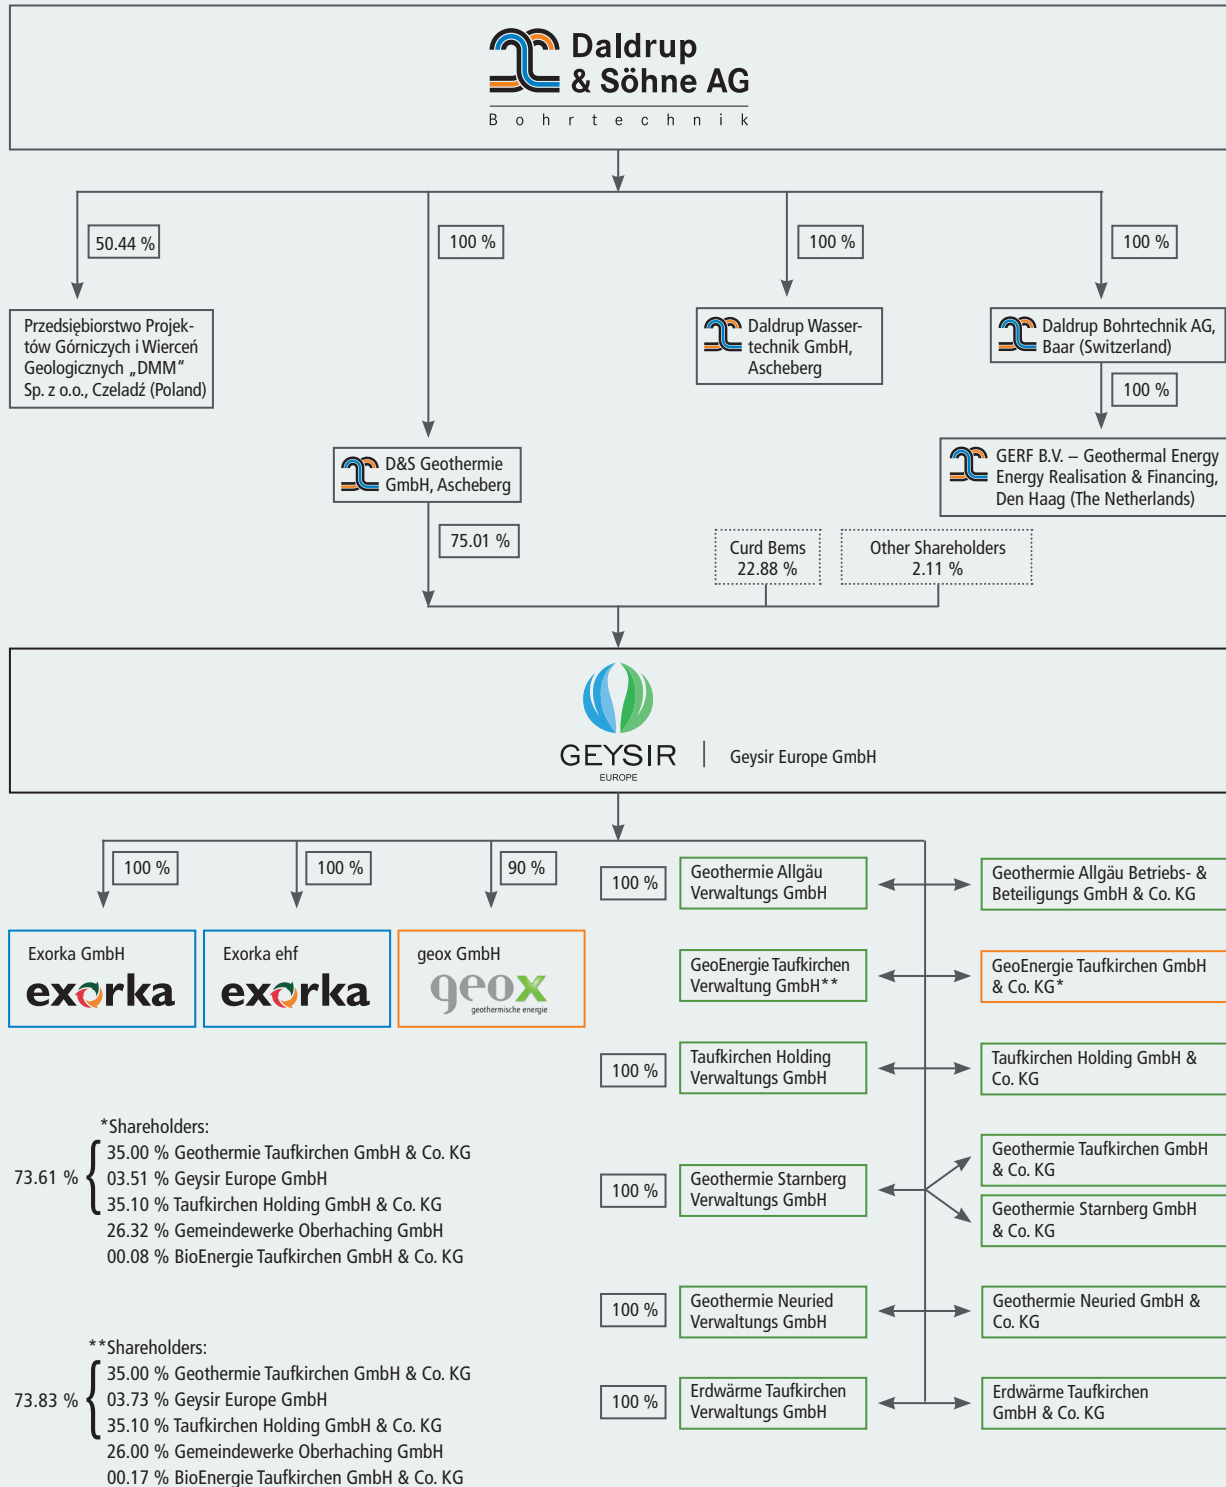 Daldrup
& Söhne AG
Bohrtechnik
50.44 %
100 %
100 %
100 %
Przedsiębiorstwo Projek-
tów Górniczych i Wierceń
Geologicznych „DMM“
Sp. z o.o., Czeladź (Poland)
Daldrup Wasser-
technik GmbH,
Ascheberg
Daldrup Bohrtechnik AG,
Baar (Switzerland)
100 %
D&S Geothermie
GmbH, Ascheberg
GERF B.V. – Geothermal Energy
Energy Realisation & Financing,
Den Haag (The Netherlands)
75.01 %
Curd Bems
22.88 %
Other Shareholders
2.11 %
GEYSIR
EUROPE
Geysir Europe GmbH
100 %
100 %
90 %
Exorka GmbH
exorka
Exorka ehf
exorka
geox GmbH
geox
geothermische energie
100 %
Geothermie Allgäu
Verwaltungs GmbH
Geothermie Allgäu Betriebs- &
Beteiligungs GmbH & Co. KG
GeoEnergie Taufkirchen
Verwaltung GmbH**
GeoEnergie Taufkirchen GmbH
& Co. KG*
100 %
Taufkirchen Holding
Verwaltungs GmbH
Taufkirchen Holding GmbH &
Co. KG
100 %
Geothermie Starnberg
Verwaltungs GmbH
Geothermie Taufkirchen GmbH
& Co. KG
Geothermie Starnberg GmbH
& Co. KG
100 %
Geothermie Neuried
Verwaltungs GmbH
Geothermie Neuried GmbH &
Co. KG
100 %
Erdwärme Taufkirchen
Verwaltungs GmbH
Erdwärme Taufkirchen
GmbH & Co. KG
*Shareholders:
73.61 %
35.00 % Geothermie Taufkirchen GmbH & Co. KG
03.51 % Geysir Europe GmbH
35.10 % Taufkirchen Holding GmbH & Co. KG
26.32 % Gemeindewerke Oberhaching GmbH
00.08 % BioEnergie Taufkirchen GmbH & Co. KG
**Shareholders:
73.83 %
35.00 % Geothermie Taufkirchen GmbH & Co. KG
03.73 % Geysir Europe GmbH
35.10 % Taufkirchen Holding GmbH & Co. KG
26.00 % Gemeindewerke Oberhaching GmbH
00.17 % BioEnergie Taufkirchen GmbH & Co. KG